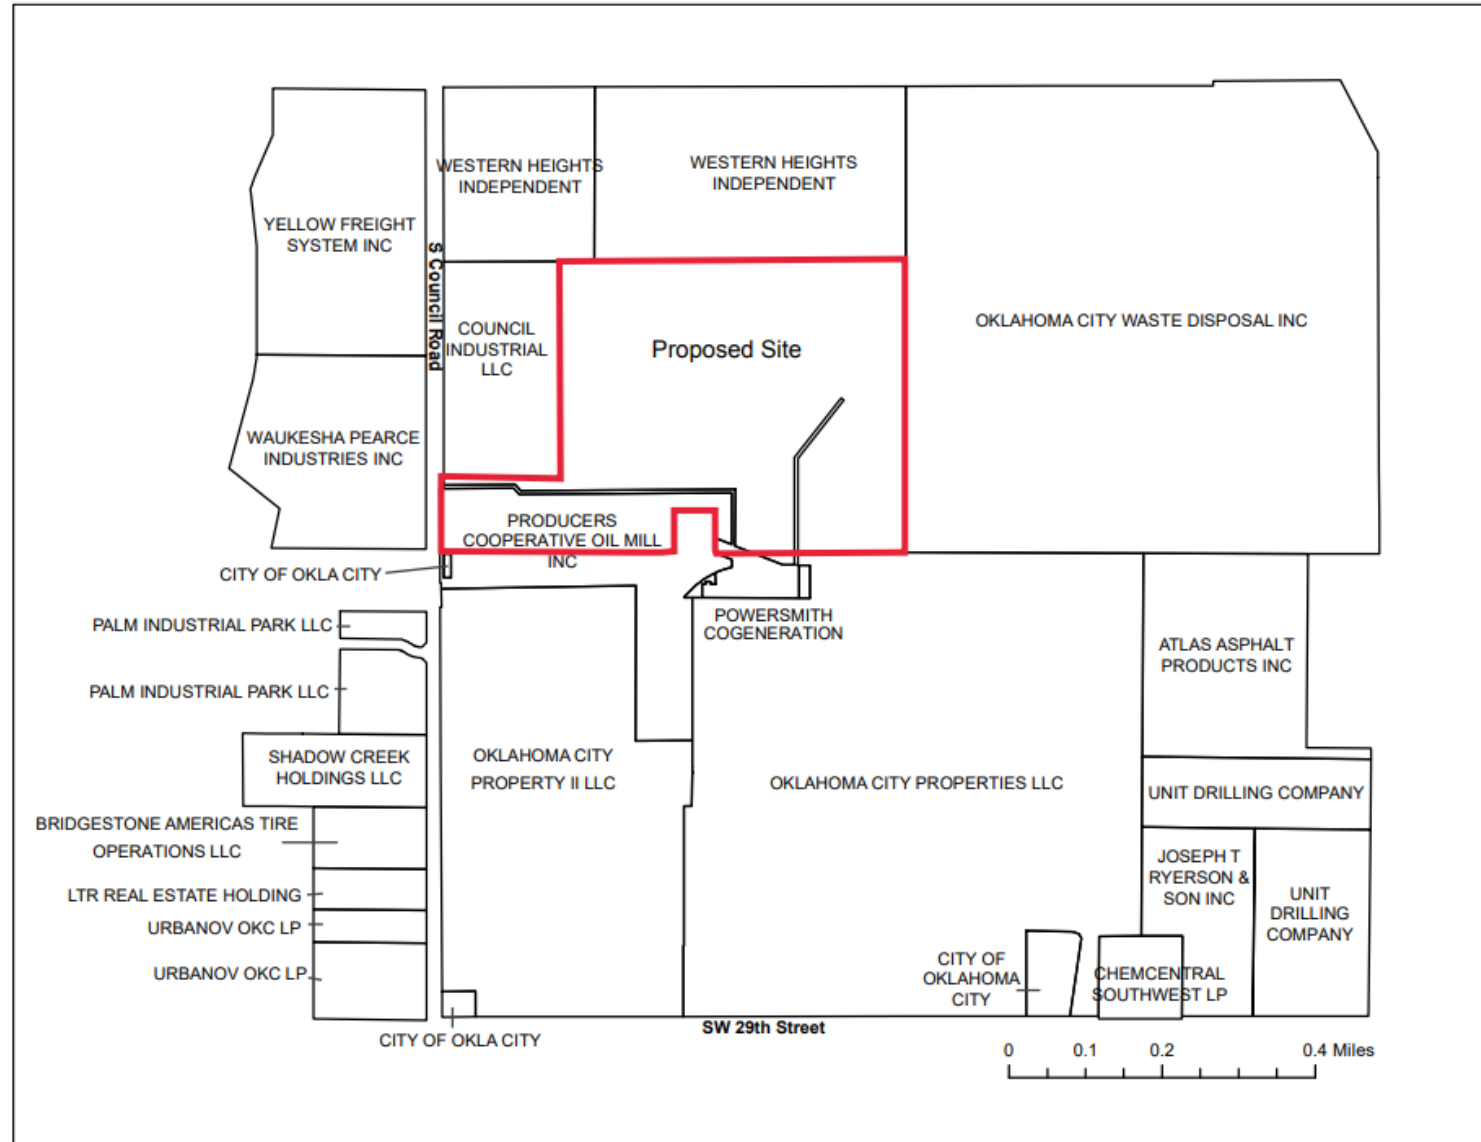 WESTERN HEIGHTS
INDEPENDENT
WESTERN HEIGHTS
INDEPENDENT
YELLOW FREIGHT
SYSTEM INC
S Council Road
COUNCIL
INDUSTRIAL
LLC
Proposed Site
OKLAHOMA CITY WASTE DISPOSAL INC
WAUKESHA PEARCE
INDUSTRIES INC
PRODUCERS
COOPERATIVE OIL MILL
INC
CITY OF OKLA CITY
POWERSMITH
COGENERATION
PALM INDUSTRIAL PARK LLC
PALM INDUSTRIAL PARK LLC
ATLAS ASPHALT
PRODUCTS INC
SHADOW CREEK
HOLDINGS LLC
OKLAHOMA CITY
PROPERTY II LLC
OKLAHOMA CITY PROPERTIES LLC
UNIT DRILLING COMPANY
BRIDGESTONE AMERICAS TIRE
OPERATIONS LLC
LTR REAL ESTATE HOLDING
URBANOV OKC LP
URBANOV OKC LP
JOSEPH T
RYERSON &
SON INC
UNIT
DRILLING
COMPANY
CITY OF
OKLAHOMA
CITY
CHEMCENTRAL
SOUTHWEST LP
CITY OF OKLA CITY
SW 29th Street
0 0.1 0.2 0.4 Miles